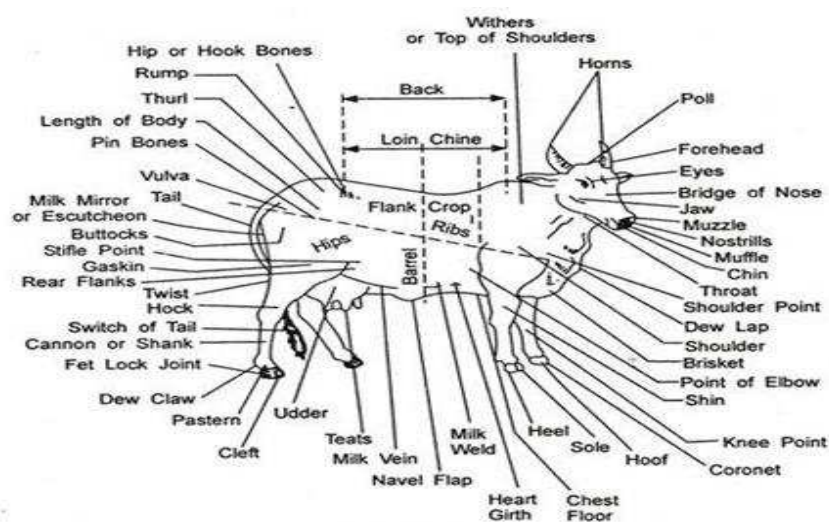 Withers
or Top of Shoulders
Hip or Hook Bones
Rump
Thurl
Length of Body
Pin Bones
Vulva
Tail
Milk Mirror
or Escutcheon
Buttocks
Stifle Point
Gaskin
Rear Flanks
Twist
Hock
Switch of Tail
Cannon or Shank
Fet Lock Joint
Dew Claw
Pastern
Cleft
Back
Loin Chine
Flank
Crop
Ribs
Hips
Barrel
Horns
Poll
Forehead
Eyes
Bridge of Nose
Jaw
Muzzle
Nostrills
Muffle
Chin
Throat
Shoulder Point
Dew Lap
Shoulder
Brisket
Point of Elbow
Shin
Knee Point
Coronet
Hoof
Sole
Heel
Udder
Teats
Milk Vein
Navel Flap
Milk
Weld
Heart
Girth
Chest
Floor